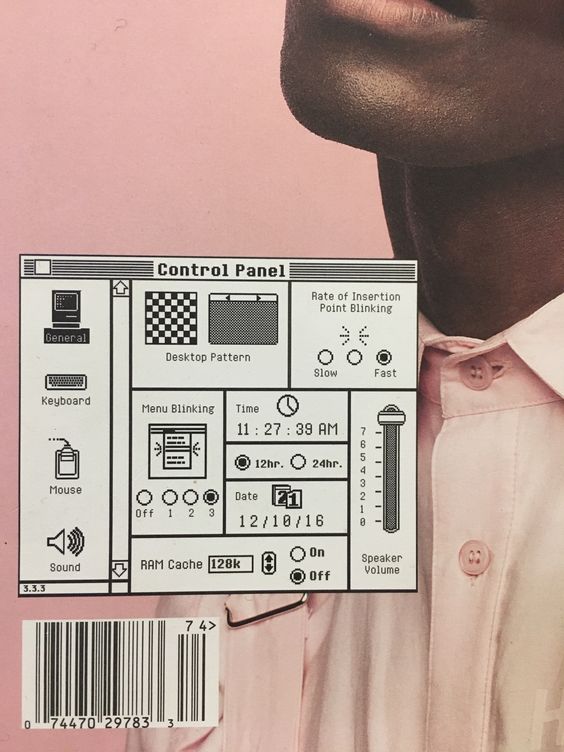 Control Panel
General
Keyboard
Mouse
Sound
3.3.3
Desktop Pattern
Rate of Insertion
Point Blinking
Slow
Fast
Menu Blinking
Off 1 2 3
Time
11:27:39 AM
12hr. 24hr.
Date
21
12/10/16
7
6
5
4
3
2
1
0
Speaker
Volume
RAM Cache 128k
On
Off
74>
0 74470 29783 3